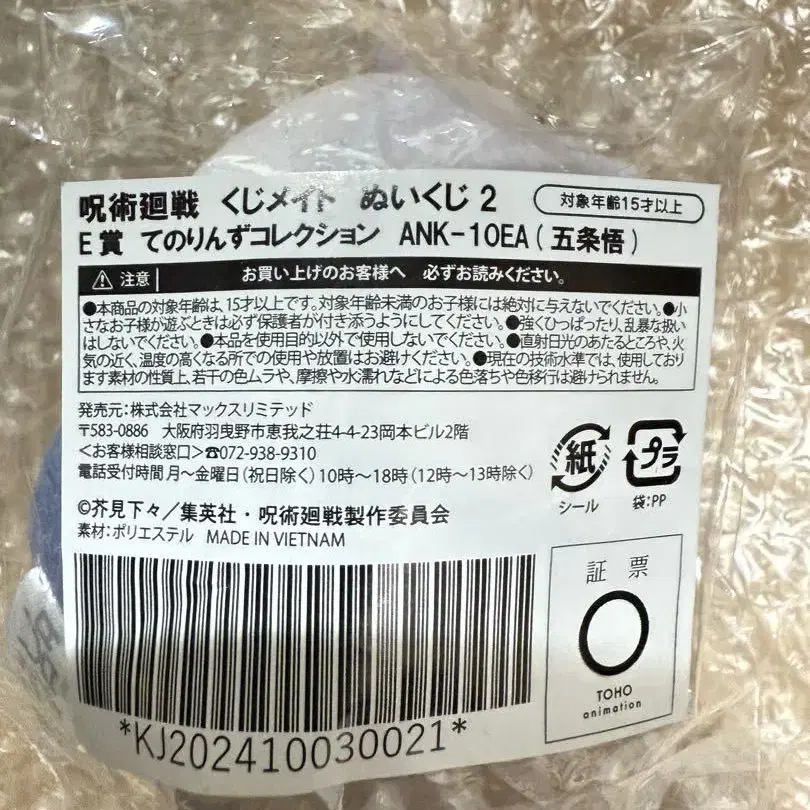 呪術廻戦 くじメイト ぬいくじ 2
対象年齢15才以上
E賞 てのりんずコレクション ANK-10EA(五条悟)
注意 お買い上げのお客様へ 必ずお読みください。
●本商品の対象年齢は、15才以上です。対象年齢未満のお子様には絶対に与えないでください。●小
さなお子様が遊ぶときは必ず保護者が付き添うようにしてください。●強くひっぱったり、乱暴な扱い
はしないでください。●本品を使用目的以外で使用しないでください。●直射日光のあたるところや、火
気の近く、温度の高くなる所での使用や放置はお避けください。●現在の技術水準では、使用しており
ます素材の性質上、若干の色ムラや、摩擦や水濡れなどによる色落ちや色移行は避けられません。
発売元:株式会社マックスリミテッド
〒583-0886 大阪府羽曳野市恵我之荘4-4-23岡本ビル2階
<お客様相談窓口>☎072-938-9310
電話受付時間 月~金曜日(祝日除く) 10時~18時(12時~13時除く)
紙
シール
プラ
袋:PP
©芥見下々/集英社・呪術廻戦製作委員会
素材:ポリエステル MADE IN VIETNAM
証票
TOHO
animation
*KJ202410030021*